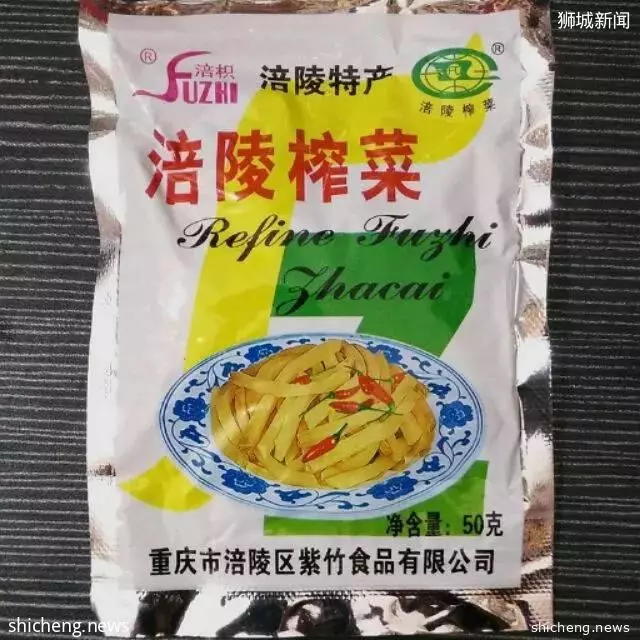 狮城新闻
® 涪枳 FUZHI
涪陵特产
®
涪陵榨菜
涪陵榨菜
Refine Fuzhi
Zhacai
净含量：50克
重庆市涪陵区紫竹食品有限公司
shicheng.news
shicheng.news